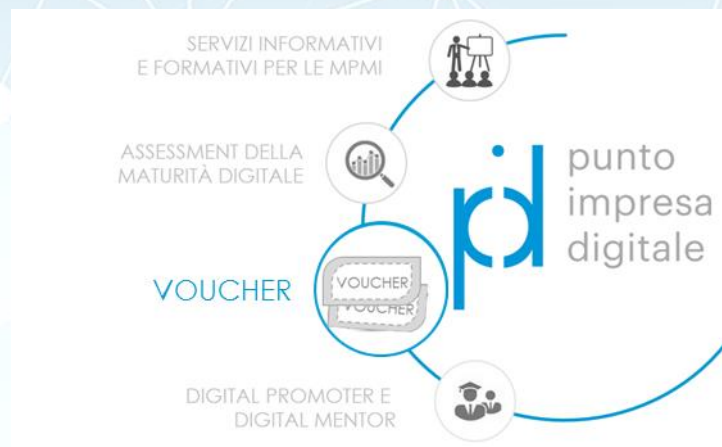 SERVIZI INFORMATIVI
E FORMATIVI PER LE MPMI
ASSESSMENT DELLA
MATURITÀ DIGITALE
VOUCHER
VOUCHER
VOUCHER
DIGITAL PROMOTER E
DIGITAL MENTOR
pid
punto
impresa
digitale